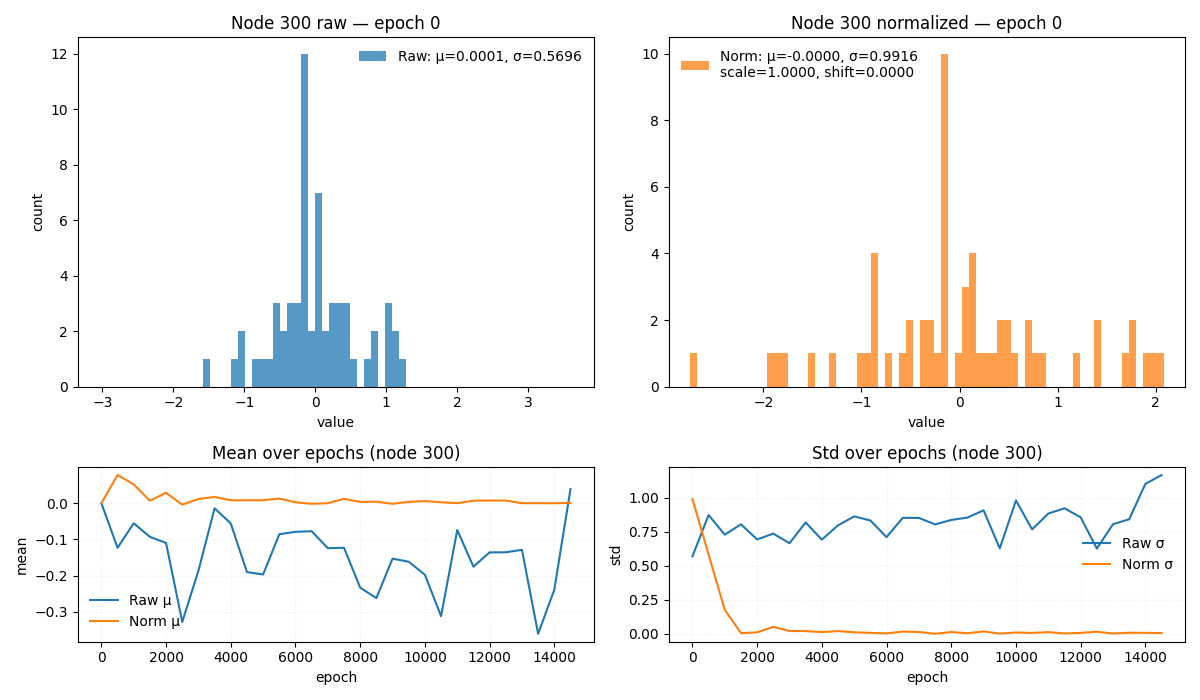 Node 300 raw — epoch 0
Raw: μ=0.0001, σ=0.5696
12
10
8
6
4
2
0
count
−3 −2 −1 0 1 2 3
value
Node 300 normalized — epoch 0
Norm: μ=-0.0000, σ=0.9916
scale=1.0000, shift=0.0000
10
8
6
4
2
0
count
−2 −1 0 1 2
value
Mean over epochs (node 300)
0.0
−0.1
−0.2
−0.3
mean
Raw μ
Norm μ
0 2000 4000 6000 8000 10000 12000 14000
epoch
Std over epochs (node 300)
1.00
0.75
0.50
0.25
0.00
std
Raw σ
Norm σ
0 2000 4000 6000 8000 10000 12000 14000
epoch